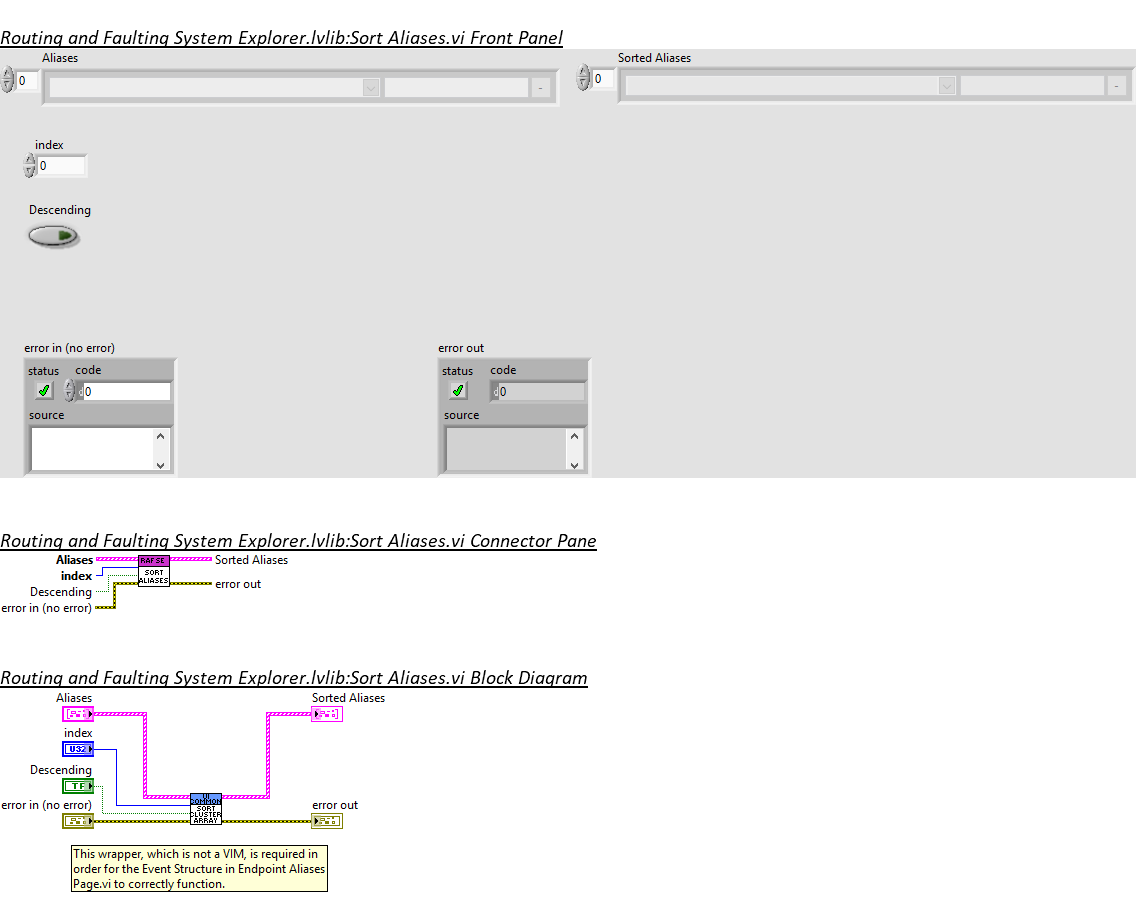 Routing and Faulting System Explorer.lvlib:Sort Aliases.vi Front Panel
Aliases
Sorted Aliases
0
-
0
-
index
0
Descending
error in (no error)
error out
status
code
status
code
0
0
source
source
Routing and Faulting System Explorer.lvlib:Sort Aliases.vi Connector Pane
Aliases
Sorted Aliases
RAFSE
SORT
ALIASES
index
Descending
error out
error in (no error)
Routing and Faulting System Explorer.lvlib:Sort Aliases.vi Block Diagram
Aliases
Sorted Aliases
index
U32
Descending
TF
UI
COMMON
SORT
CLUSTER
ARRAY
error in (no error)
error out
This wrapper, which is not a VIM, is required in
order for the Event Structure in Endpoint Aliases
Page.vi to correctly function.